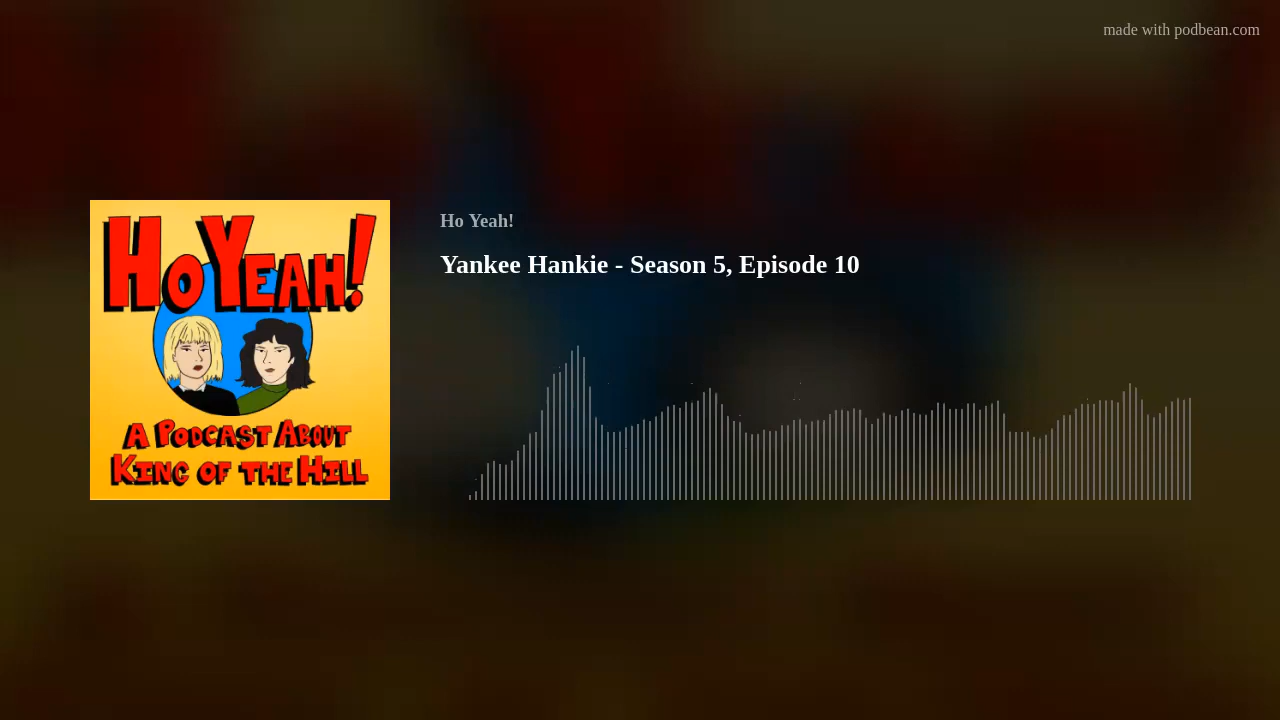 made with podbean.com
Ho Yeah!
Yankee Hankie - Season 5, Episode 10
HO YEAH!
A PODCAST ABOUT
KING OF THE HILL